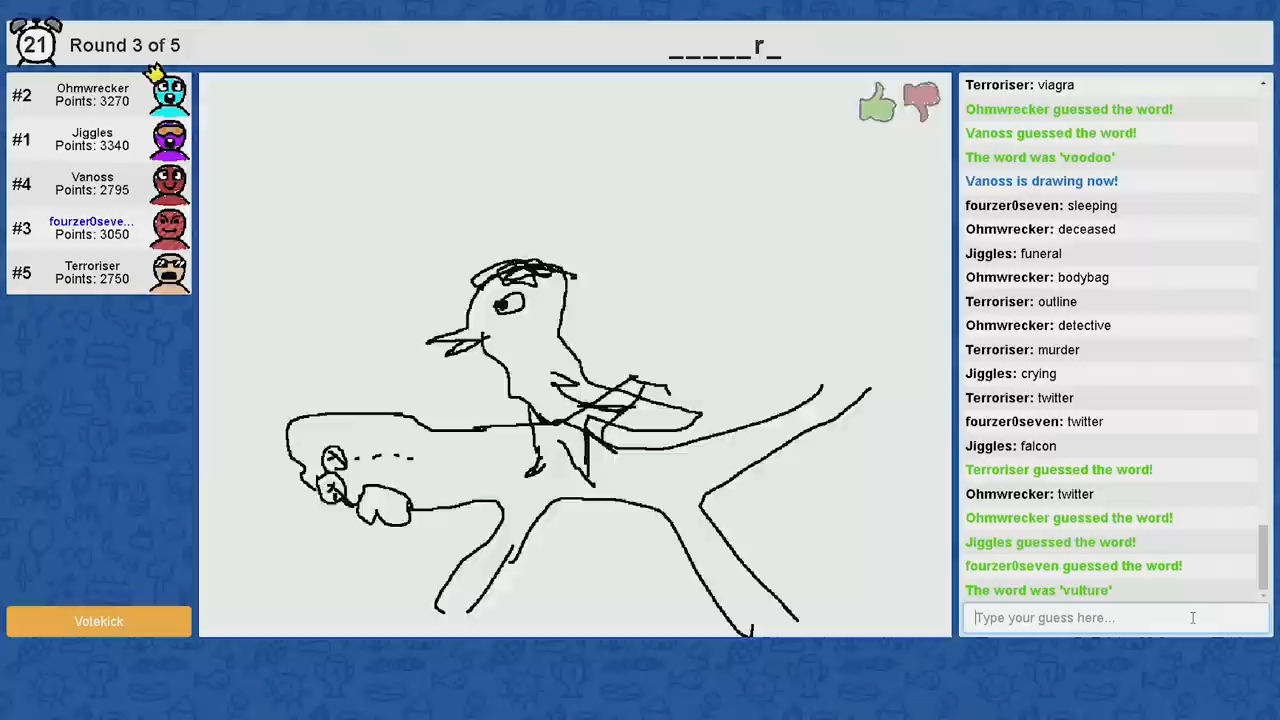 21
Round 3 of 5
_____r_
#2
Ohmwrecker
Points: 3270
#1
Jiggles
Points: 3340
#4
Vanoss
Points: 2795
#3
fourzer0seve...
Points: 3050
#5
Terroriser
Points: 2750
Votekick
Terroriser: viagra
Ohmwrecker guessed the word!
Vanoss guessed the word!
The word was 'voodoo'
Vanoss is drawing now!
fourzer0seven: sleeping
Ohmwrecker: deceased
Jiggles: funeral
Ohmwrecker: bodybag
Terroriser: outline
Ohmwrecker: detective
Terroriser: murder
Jiggles: crying
Terroriser: twitter
fourzer0seven: twitter
Jiggles: falcon
Terroriser guessed the word!
Ohmwrecker: twitter
Ohmwrecker guessed the word!
Jiggles guessed the word!
fourzer0seven guessed the word!
The word was 'vulture'
Type your guess here...